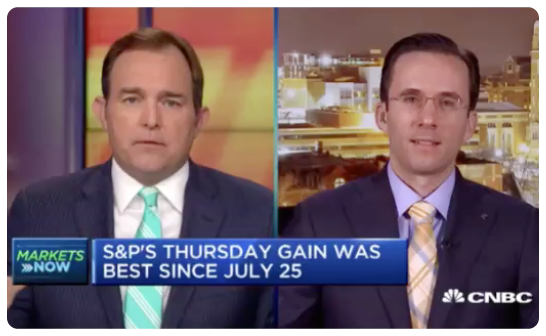 MARKETS
»NOW
S&P'S THURSDAY GAIN WAS
BEST SINCE JULY 25
CNBC